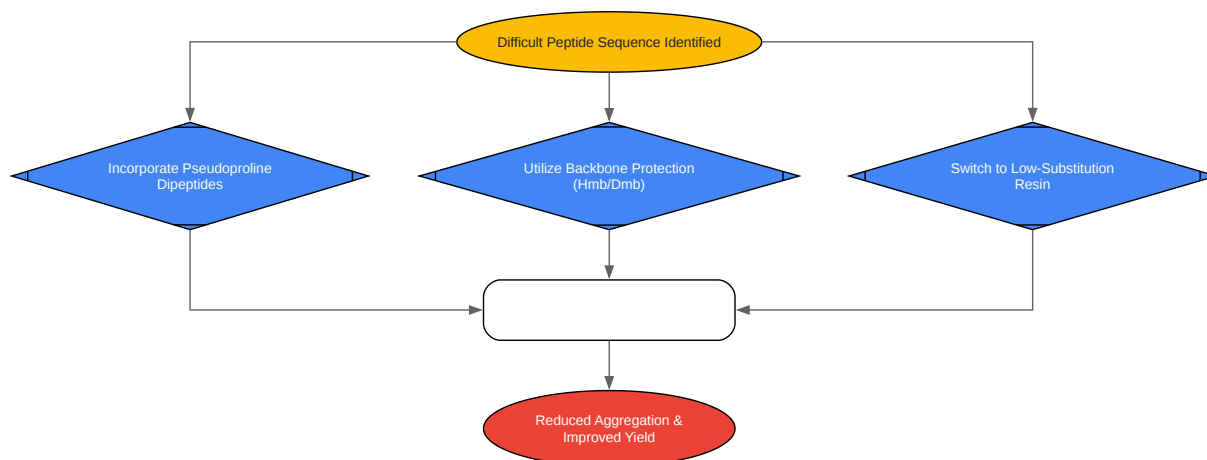 Difficult Peptide Sequence Identified
Incorporate Pseudoproline
Dipeptides
Utilize Backbone Protection
(Hmb/Dmb)
Switch to Low-Substitution
Resin
Reduced Aggregation &
Improved Yield